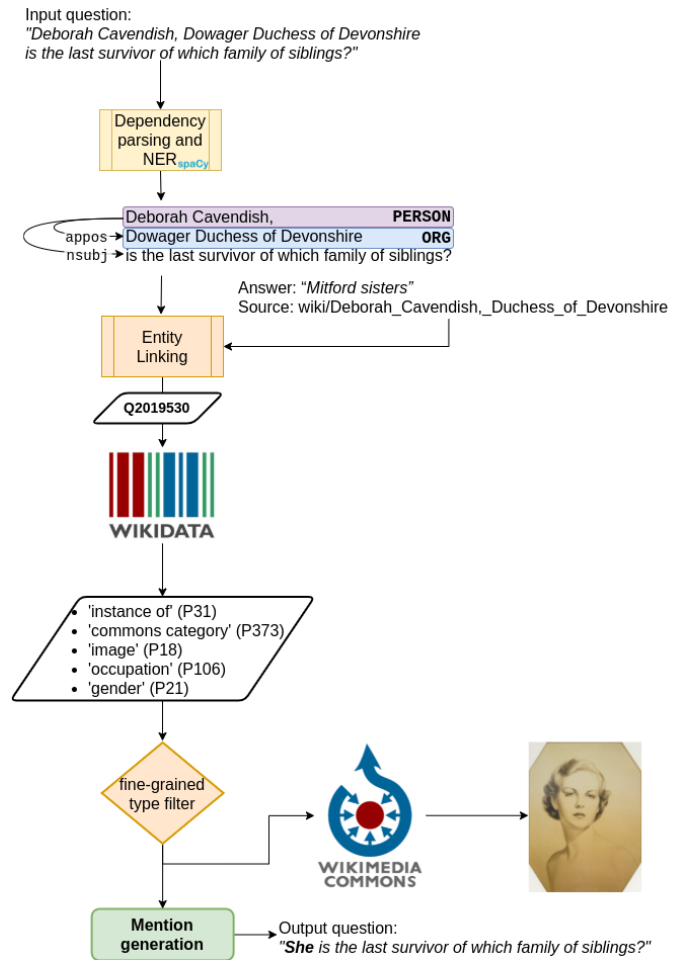 Input question:
"Deborah Cavendish, Dowager Duchess of Devonshire
is the last survivor of which family of siblings?"
Dependency
parsing and
NER spaCy
Deborah Cavendish, PERSON
appos Dowager Duchess of Devonshire ORG
nsubj is the last survivor of which family of siblings?
Answer: “Mitford sisters”
Source: wiki/Deborah_Cavendish,_Duchess_of_Devonshire
Entity
Linking
Q2019530
WIKIDATA
• 'instance of' (P31)
• 'commons category' (P373)
• 'image' (P18)
• 'occupation' (P106)
• 'gender' (P21)
fine-grained
type filter
WIKIMEDIA
COMMONS
Mention
generation
Output question:
"She is the last survivor of which family of siblings?"